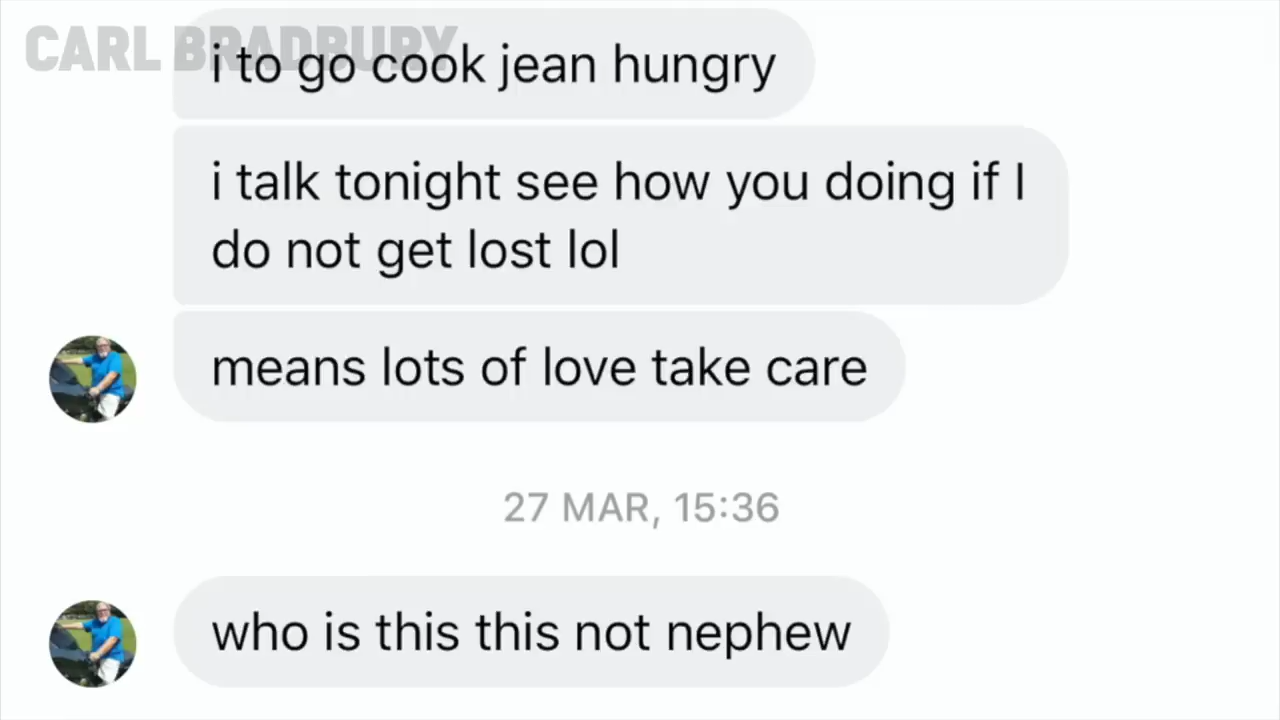 CARL BRADBURY
i to go cook jean hungry
i talk tonight see how you doing if I
do not get lost lol
means lots of love take care
27 MAR, 15:36
who is this this not nephew